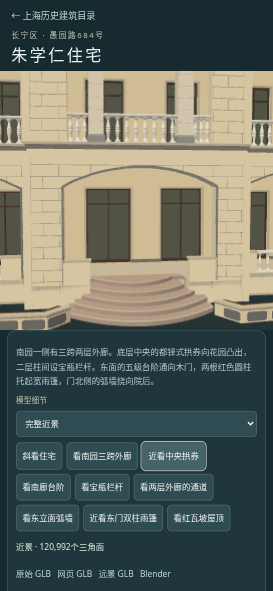 ← 上海历史建筑目录
长宁区 · 愚园路684号
朱学仁住宅
南园一侧有三跨两层外廊。底层中央的都铎式拱券向花园凸出，
二层柱间设宝瓶栏杆。东面的五级台阶通向木门，两根红色圆柱
托起宽雨篷，门北侧的弧墙绕向院后。
模型细节
完整近景
斜看住宅 看南园三跨外廊 近看中央拱券
看南廊台阶 看宝瓶栏杆 看两层外廊的通道
看东立面弧墙 近看东门双柱雨篷 看红瓦坡屋顶
近景 · 120,992个三角面
原始 GLB 网页 GLB 远景 GLB Blender